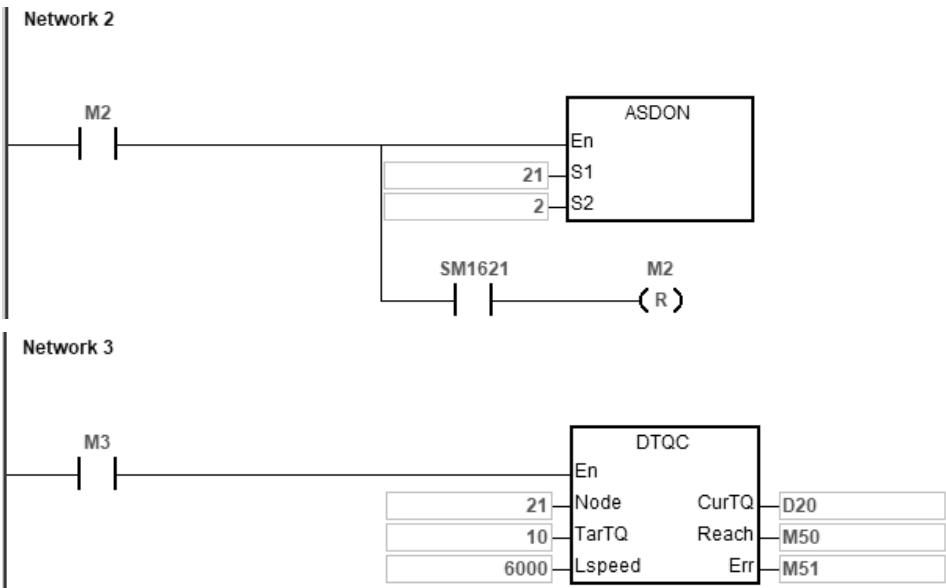 Network 2
M2
ASDON
En
21 S1
2 S2
SM1621 M2
R
Network 3
M3
DTQC
En
21 Node CurTQ D20
10 TarTQ Reach M50
6000 Lspeed Err M51